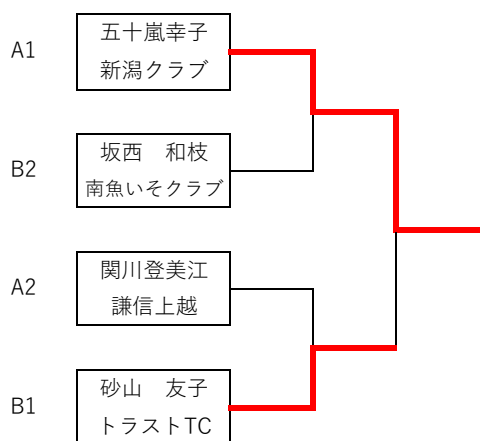 A1
五十嵐幸子
新潟クラブ
B2
坂西　和枝
南魚いそクラブ
A2
関川登美江
謙信上越
B1
砂山　友子
トラストTC